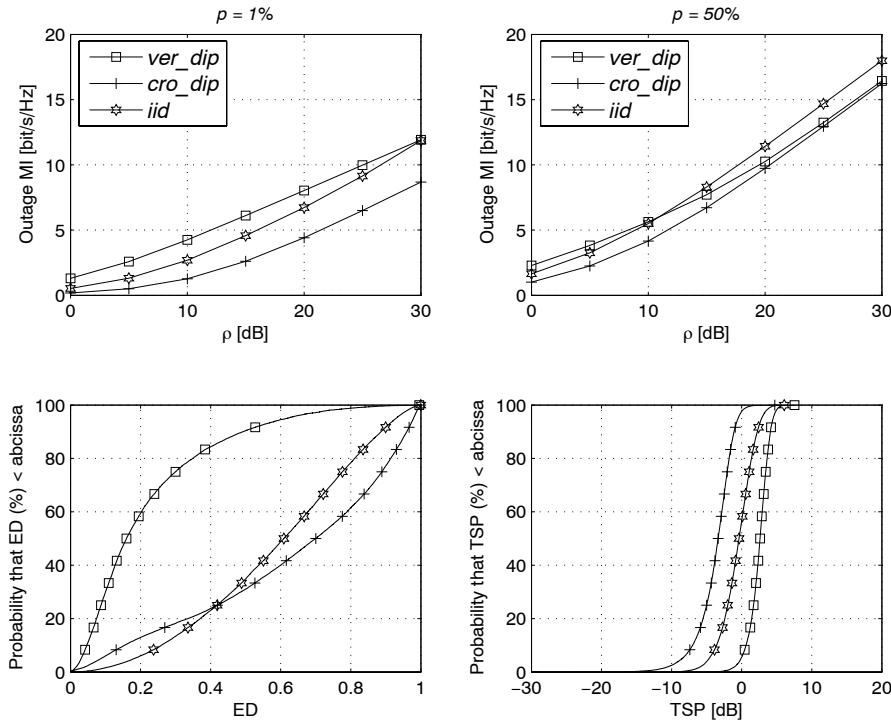 p = 1%
Outage MI [bit/s/Hz]
20
15
10
5
0
ver_dip
cro_dip
iid
0
10
20
30
ρ [dB]
p = 50%
Outage MI [bit/s/Hz]
20
15
10
5
0
ver_dip
cro_dip
iid
0
10
20
30
ρ [dB]
Probability that ED (%) < abcissa
100
80
60
40
20
0
0
0.2
0.4
0.6
0.8
1
ED
Probability that TSP (%) < abcissa
100
80
60
40
20
0
−30
−20
−10
0
10
20
TSP [dB]